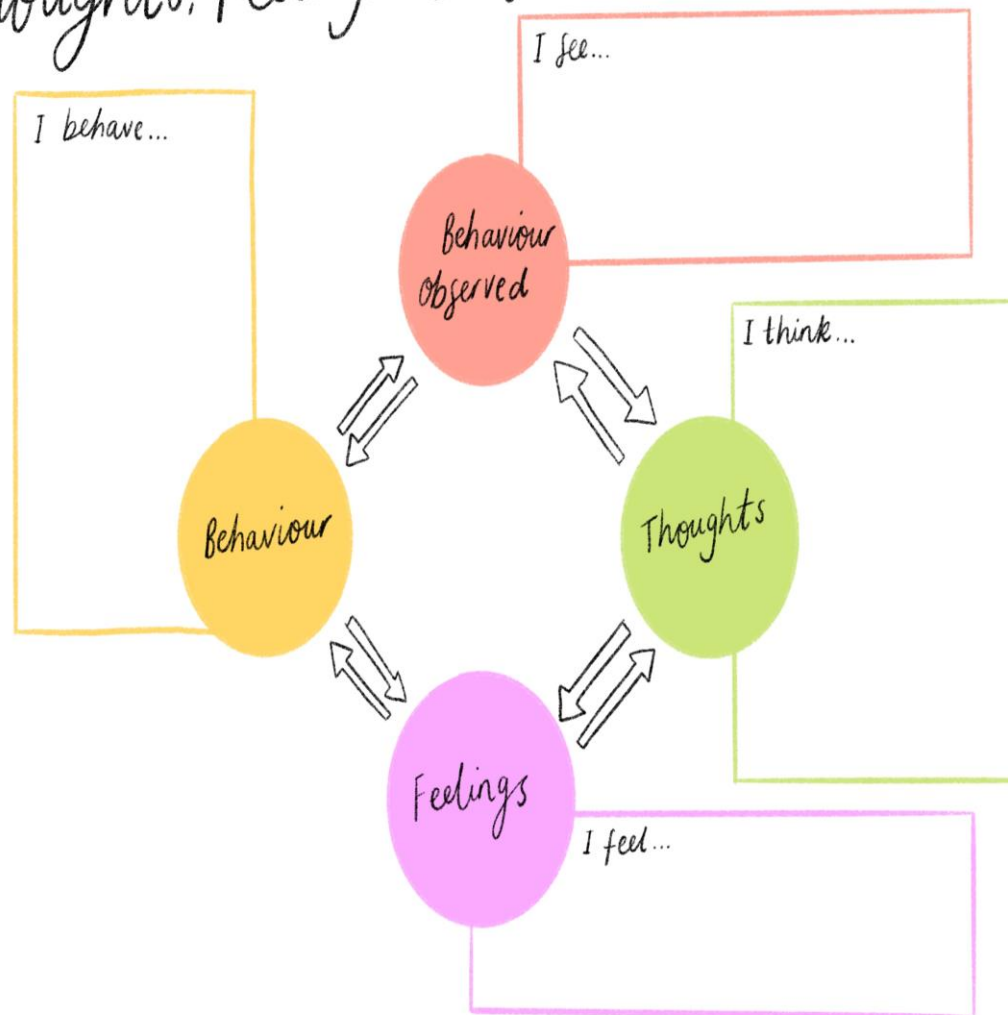 I see...
I behave...
Behaviour
observed
I think...
Behaviour
Thoughts
Feelings
I feel...